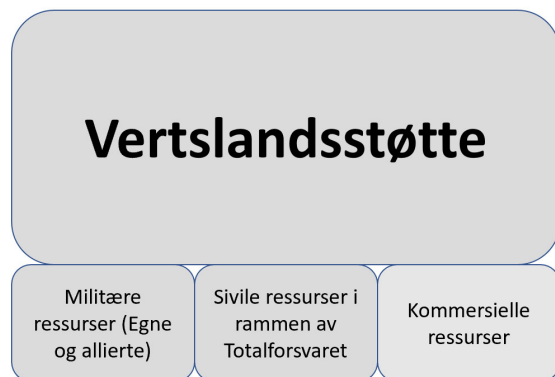 Vertslandsstøtte
Militære
ressurser (Egne
og allierte)
Sivile ressurser i
rammen av
Totalforsvaret
Kommersielle
ressurser